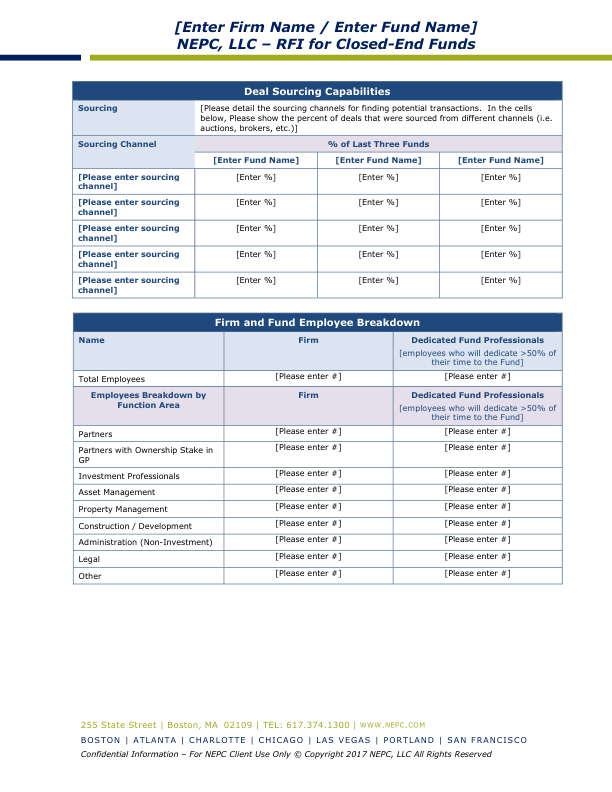 [Enter Firm Name / Enter Fund Name]
NEPC, LLC – RFI for Closed-End Funds
Deal Sourcing Capabilities
Sourcing
[Please detail the sourcing channels for finding potential transactions.  In the cells
below, Please show the percent of deals that were sourced from different channels (i.e.
auctions, brokers, etc.)]
Sourcing Channel
% of Last Three Funds
[Enter Fund Name] [Enter Fund Name] [Enter Fund Name]
[Please enter sourcing
channel]
[Enter %] [Enter %] [Enter %]
[Please enter sourcing
channel]
[Enter %] [Enter %] [Enter %]
[Please enter sourcing
channel]
[Enter %] [Enter %] [Enter %]
[Please enter sourcing
channel]
[Enter %] [Enter %] [Enter %]
[Please enter sourcing
channel]
[Enter %] [Enter %] [Enter %]
Firm and Fund Employee Breakdown
Name Firm Dedicated Fund Professionals
[employees who will dedicate >50% of
their time to the Fund]
Total Employees [Please enter #] [Please enter #]
Employees Breakdown by
Function Area
Firm
Dedicated Fund Professionals
[employees who will dedicate >50% of
their time to the Fund]
Partners [Please enter #] [Please enter #]
Partners with Ownership Stake in
GP
[Please enter #] [Please enter #]
Investment Professionals [Please enter #] [Please enter #]
Asset Management [Please enter #] [Please enter #]
Property Management [Please enter #] [Please enter #]
Construction / Development [Please enter #] [Please enter #]
Administration (Non-Investment) [Please enter #] [Please enter #]
Legal [Please enter #] [Please enter #]
Other [Please enter #] [Please enter #]
255 State Street | Boston, MA  02109 | TEL: 617.374.1300 | WWW.NEPC.COM
BOSTON | ATLANTA | CHARLOTTE | CHICAGO | LAS VEGAS | PORTLAND | SAN FRANCISCO
Confidential Information – For NEPC Client Use Only © Copyright 2017 NEPC, LLC All Rights Reserved